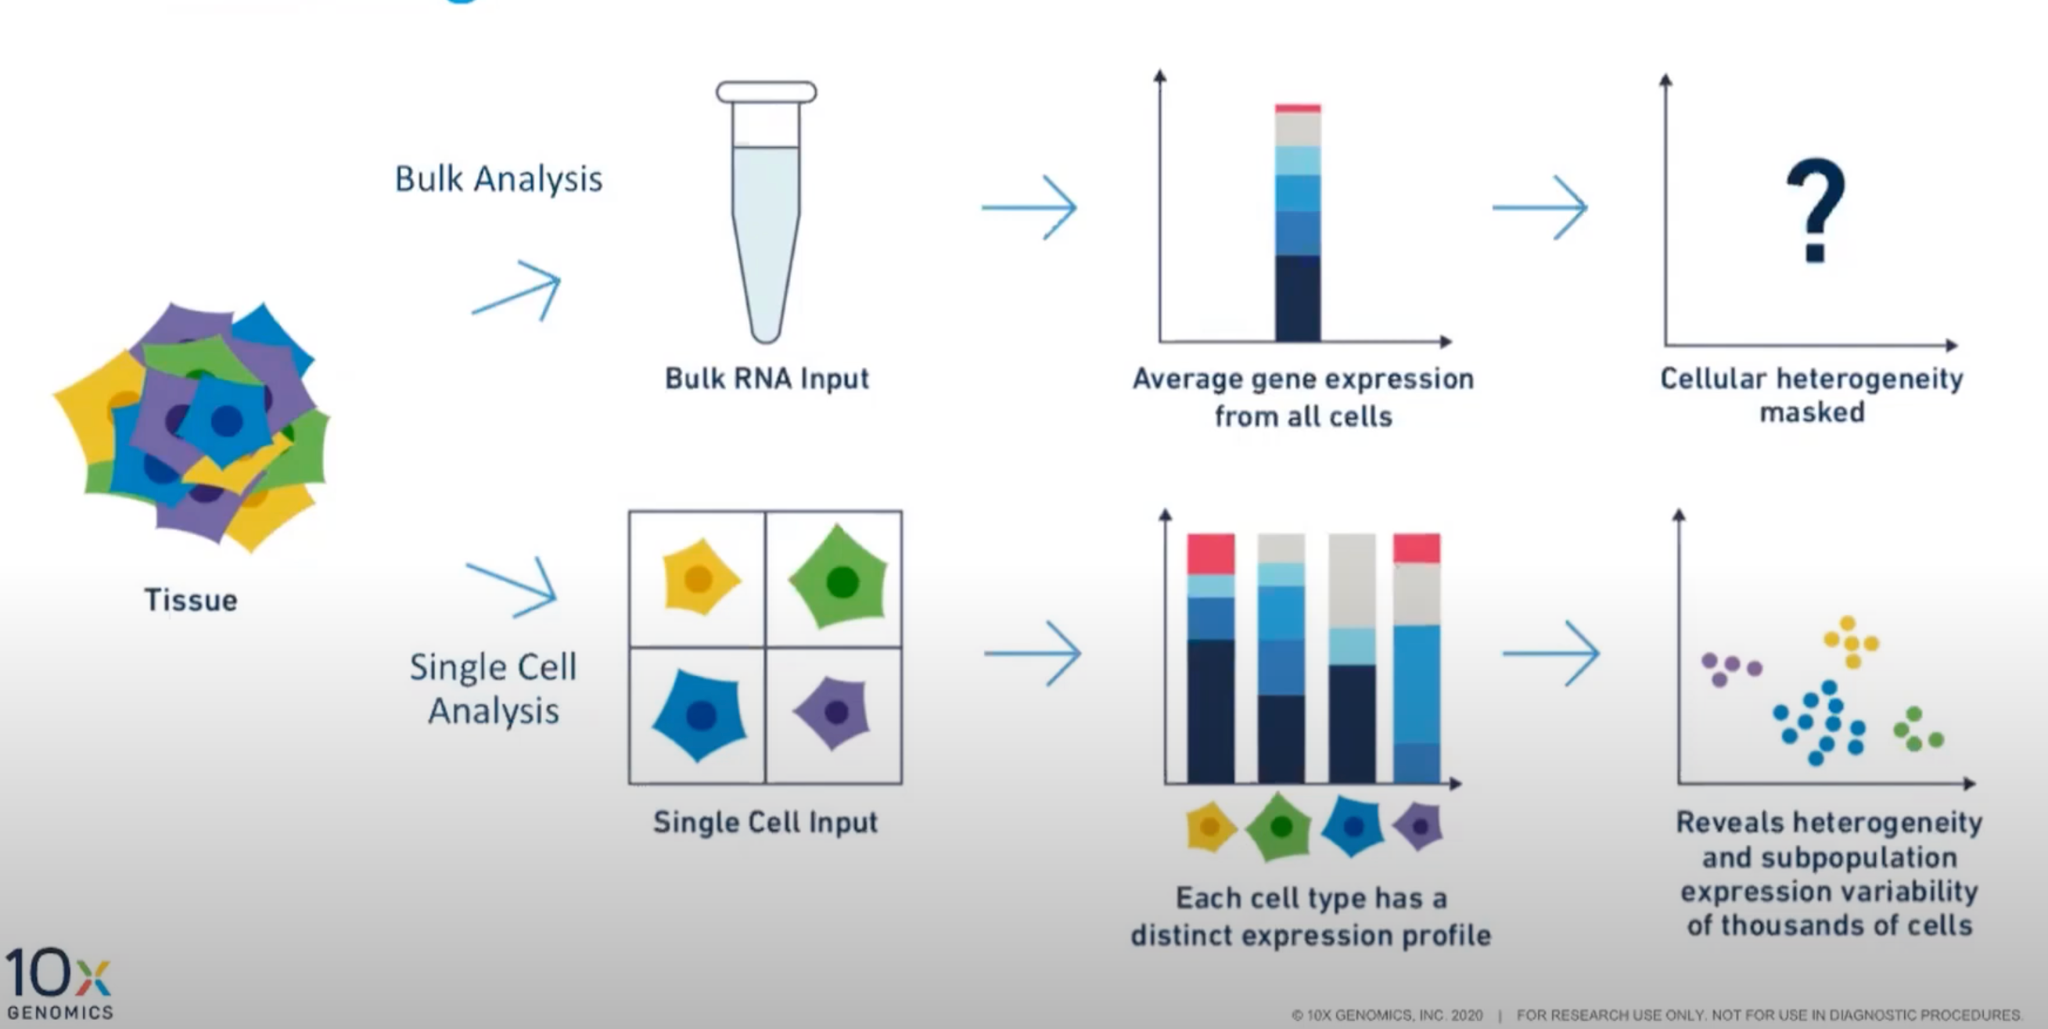 Bulk Analysis
Bulk RNA Input
Average gene expression
from all cells
?
Cellular heterogeneity
masked
Tissue
Single Cell
Analysis
Single Cell Input
Each cell type has a
distinct expression profile
Reveals heterogeneity
and subpopulation
expression variability
of thousands of cells
10x
GENOMICS
© 10X GENOMICS, INC. 2020 | FOR RESEARCH USE ONLY. NOT FOR USE IN DIAGNOSTIC PROCEDURES.